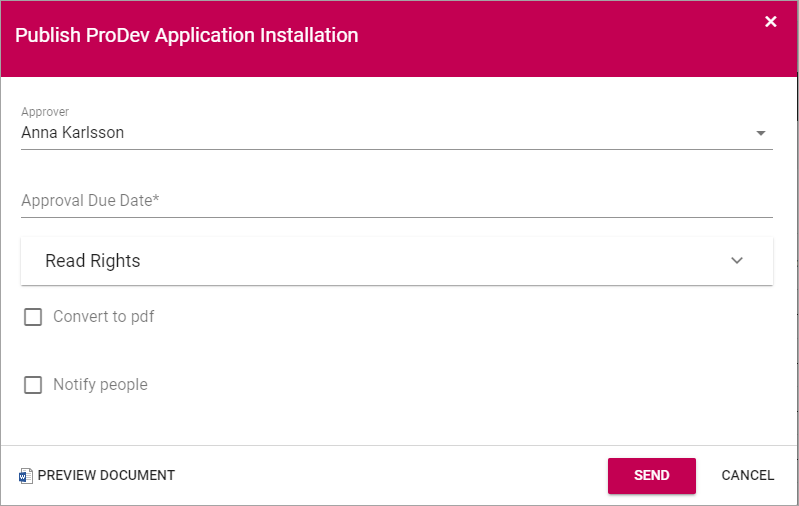 Publish ProDev Application Installation
Approver
Anna Karlsson
Approval Due Date*
Read Rights
Convert to pdf
Notify people
PREVIEW DOCUMENT SEND CANCEL